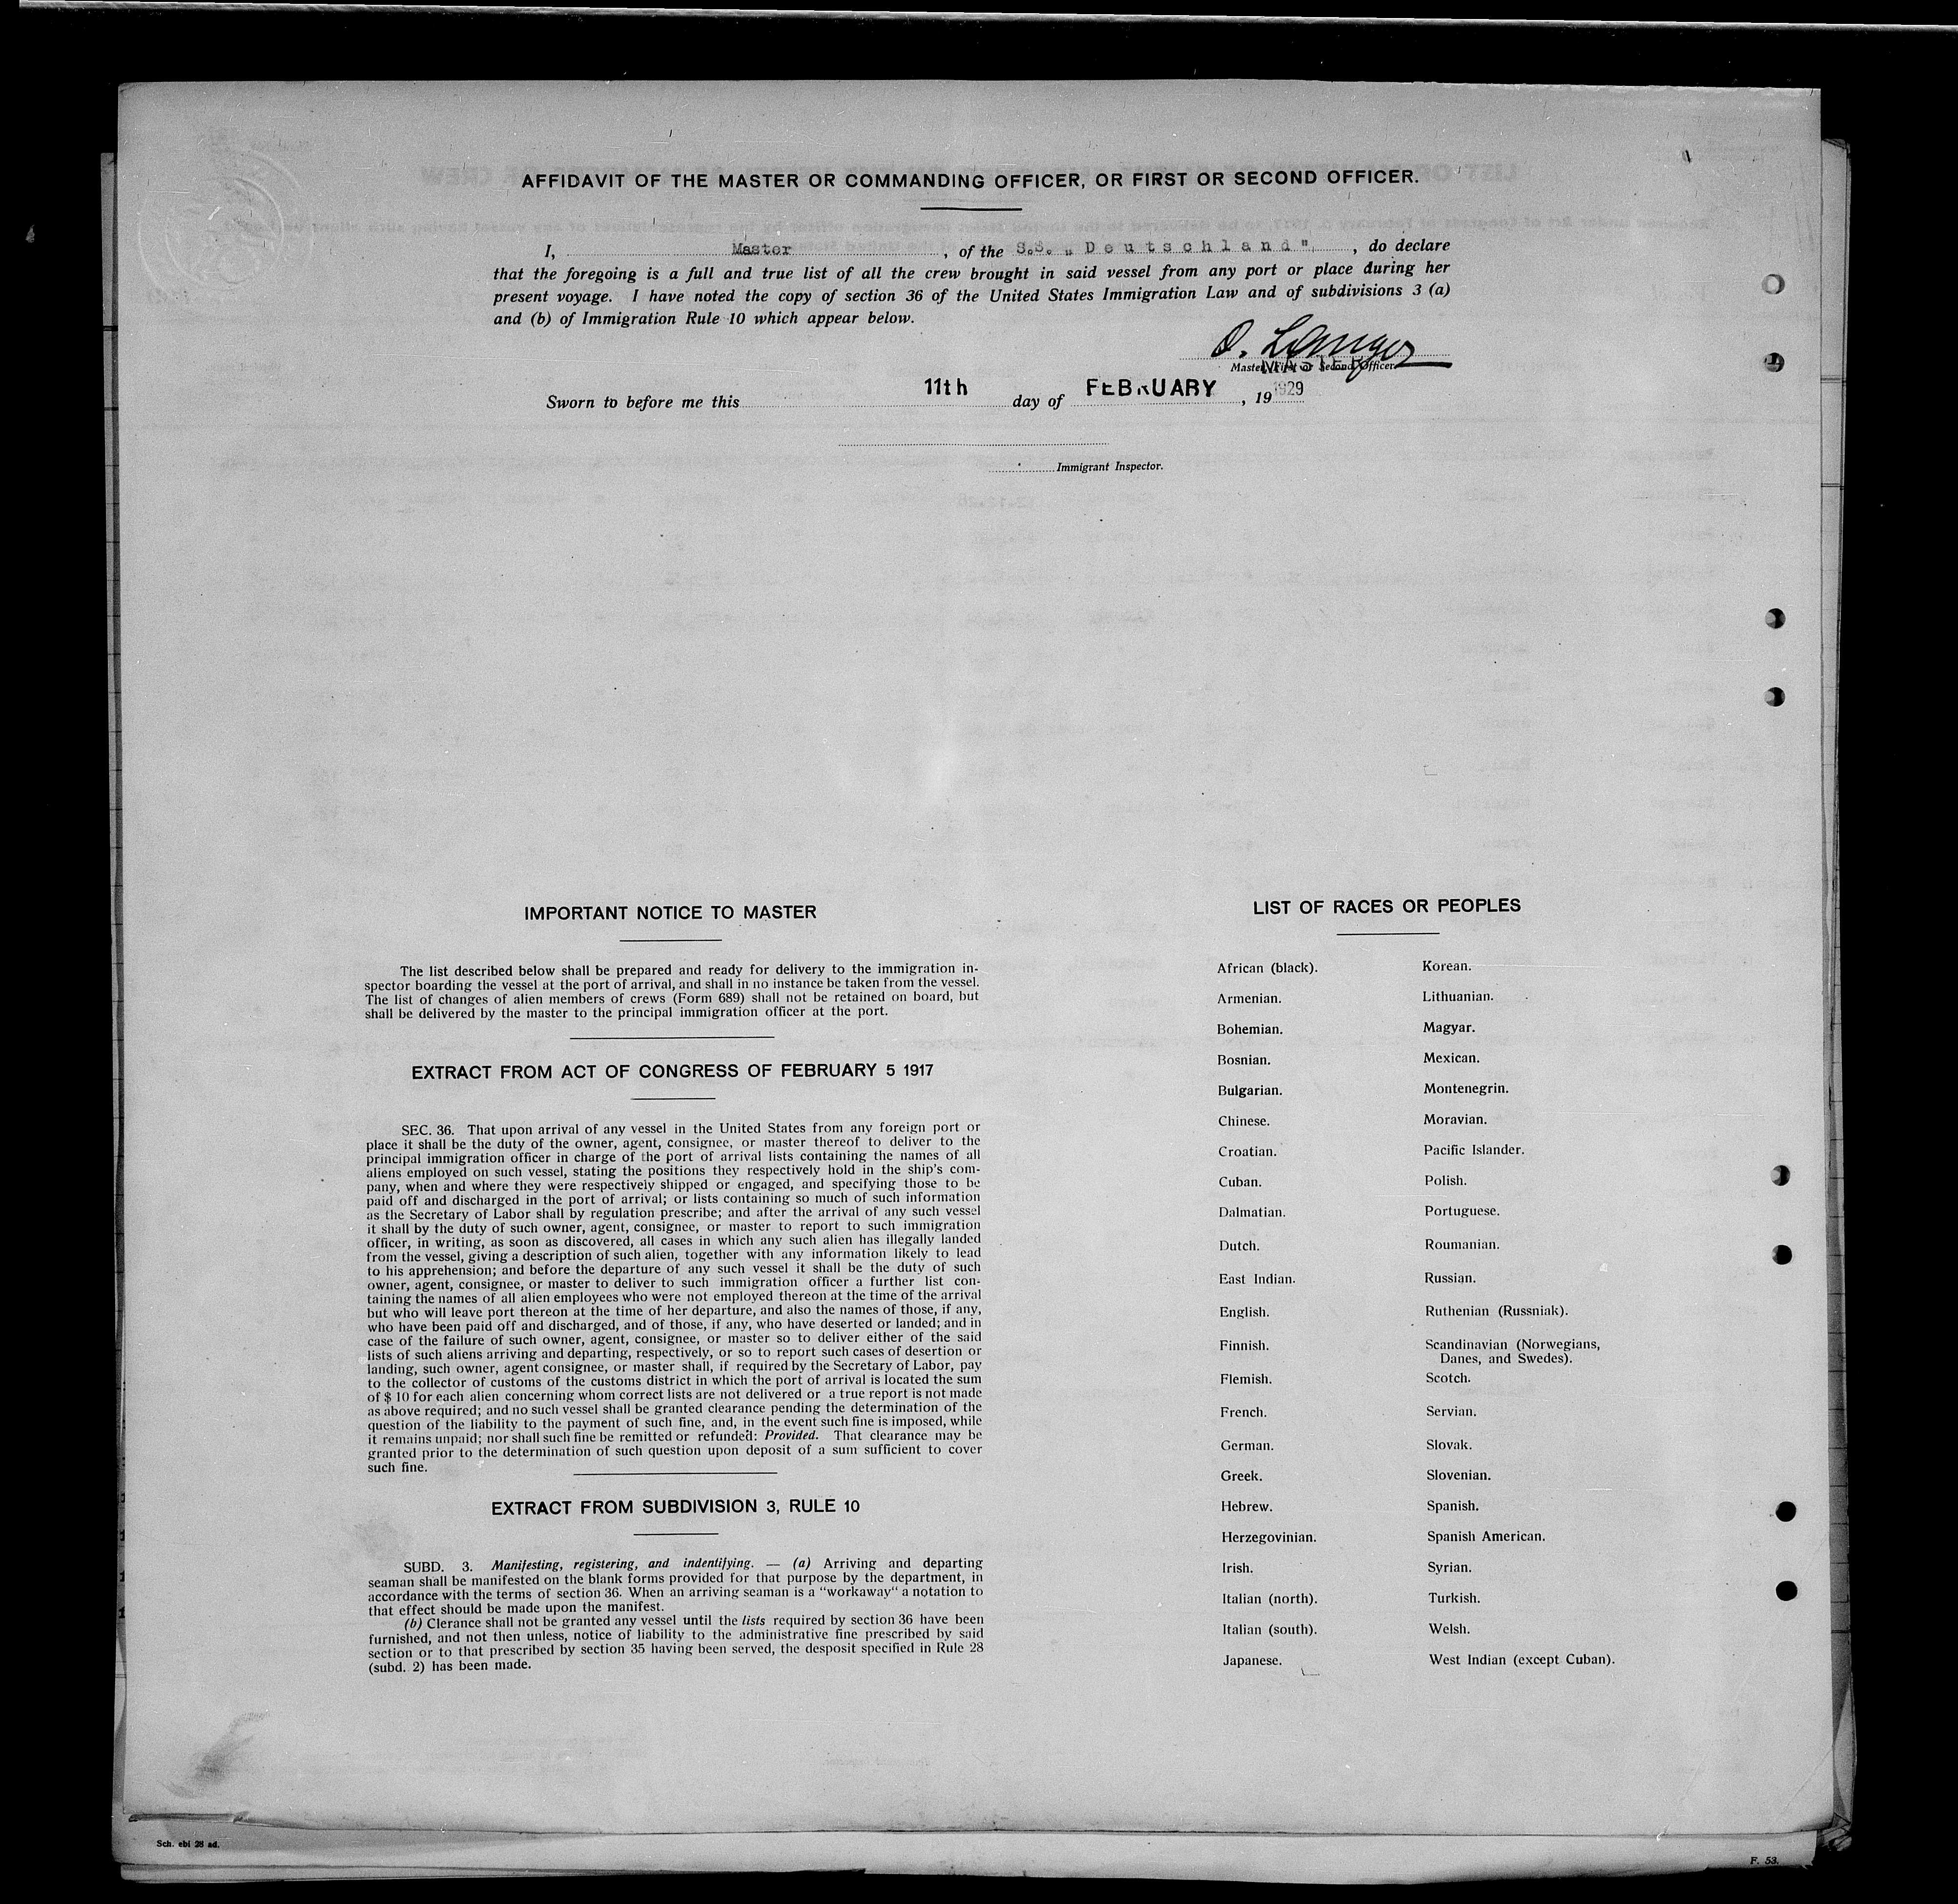 AFFIDAVIT OF THE MASTER OR COMMANDING OFFICER, OR FIRST OR SECOND OFFICER.
I, Master, of the S.S. „Deutschland", do declare
that the foregoing is a full and true list of all the crew brought in said vessel from any port or place during her
present voyage. I have noted the copy of section 36 of the United States Immigration Law and of subdivisions 3 (a)
and (b) of Immigration Rule 10 which appear below.
MASTER
Master, First or Second Officer
Sworn to before me this 11th day of FEBRUARY, 19 1929
Immigrant Inspector.
IMPORTANT NOTICE TO MASTER
The list described below shall be prepared and ready for delivery to the immigration in-
spector boarding the vessel at the port of arrival, and shall in no instance be taken from the vessel.
The list of changes of alien members of crews (Form 689) shall not be retained on board, but
shall be delivered by the master to the principal immigration officer at the port.
EXTRACT FROM ACT OF CONGRESS OF FEBRUARY 5 1917
SEC. 36. That upon arrival of any vessel in the United States from any foreign port or
place it shall be the duty of the owner, agent, consignee, or master thereof to deliver to the
principal immigration officer in charge of the port of arrival lists containing the names of all
aliens employed on such vessel, stating the positions they respectively hold in the ship's com-
pany, when and where they were respectively shipped or engaged, and specifying those to be
paid off and discharged in the port of arrival; or lists containing so much of such information
as the Secretary of Labor shall by regulation prescribe; and after the arrival of any such vessel
it shall by the duty of such owner, agent, consignee, or master to report to such immigration
officer, in writing, as soon as discovered, all cases in which any such alien has illegally landed
from the vessel, giving a description of such alien, together with any information likely to lead
to his apprehension; and before the departure of any such vessel it shall be the duty of such
owner, agent, consignee, or master to deliver to such immigration officer a further list con-
taining the names of all alien employees who were not employed thereon at the time of the arrival
but who will leave port thereon at the time of her departure, and also the names of those, if any,
who have been paid off and discharged, and of those, if any, who have deserted or landed; and in
case of the failure of such owner, agent, consignee, or master so to deliver either of the said
lists of such aliens arriving and departing, respectively, or so to report such cases of desertion or
landing, such owner, agent consignee, or master shall, if required by the Secretary of Labor, pay
to the collector of customs of the customs district in which the port of arrival is located the sum
of $ 10 for each alien concerning whom correct lists are not delivered or a true report is not made
as above required; and no such vessel shall be granted clearance pending the determination of the
question of the liability to the payment of such fine, and, in the event such fine is imposed, while
it remains unpaid; nor shall such fine be remitted or refunded: Provided. That clearance may be
granted prior to the determination of such question upon deposit of a sum sufficient to cover
such fine.
EXTRACT FROM SUBDIVISION 3, RULE 10
SUBD. 3. Manifesting, registering, and indentifying. — (a) Arriving and departing
seaman shall be manifested on the blank forms provided for that purpose by the department, in
accordance with the terms of section 36. When an arriving seaman is a "workaway" a notation to
that effect should be made upon the manifest.
(b) Clerance shall not be granted any vessel until the lists required by section 36 have been
furnished, and not then unless, notice of liability to the administrative fine prescribed by said
section or to that prescribed by section 35 having been served, the desposit specified in Rule 28
(subd. 2) has been made.
LIST OF RACES OR PEOPLES
African (black). Korean.
Armenian. Lithuanian.
Bohemian. Magyar.
Bosnian. Mexican.
Bulgarian. Montenegrin.
Chinese. Moravian.
Croatian. Pacific Islander.
Cuban. Polish.
Dalmatian. Portuguese.
Dutch. Roumanian.
East Indian. Russian.
English. Ruthenian (Russniak).
Finnish. Scandinavian (Norwegians,
Danes, and Swedes).
Flemish. Scotch.
French. Servian.
German. Slovak.
Greek. Slovenian.
Hebrew. Spanish.
Herzegovinian. Spanish American.
Irish. Syrian.
Italian (north). Turkish.
Italian (south). Welsh.
Japanese. West Indian (except Cuban).
Sch. ebl 28 ad.
F. 53.